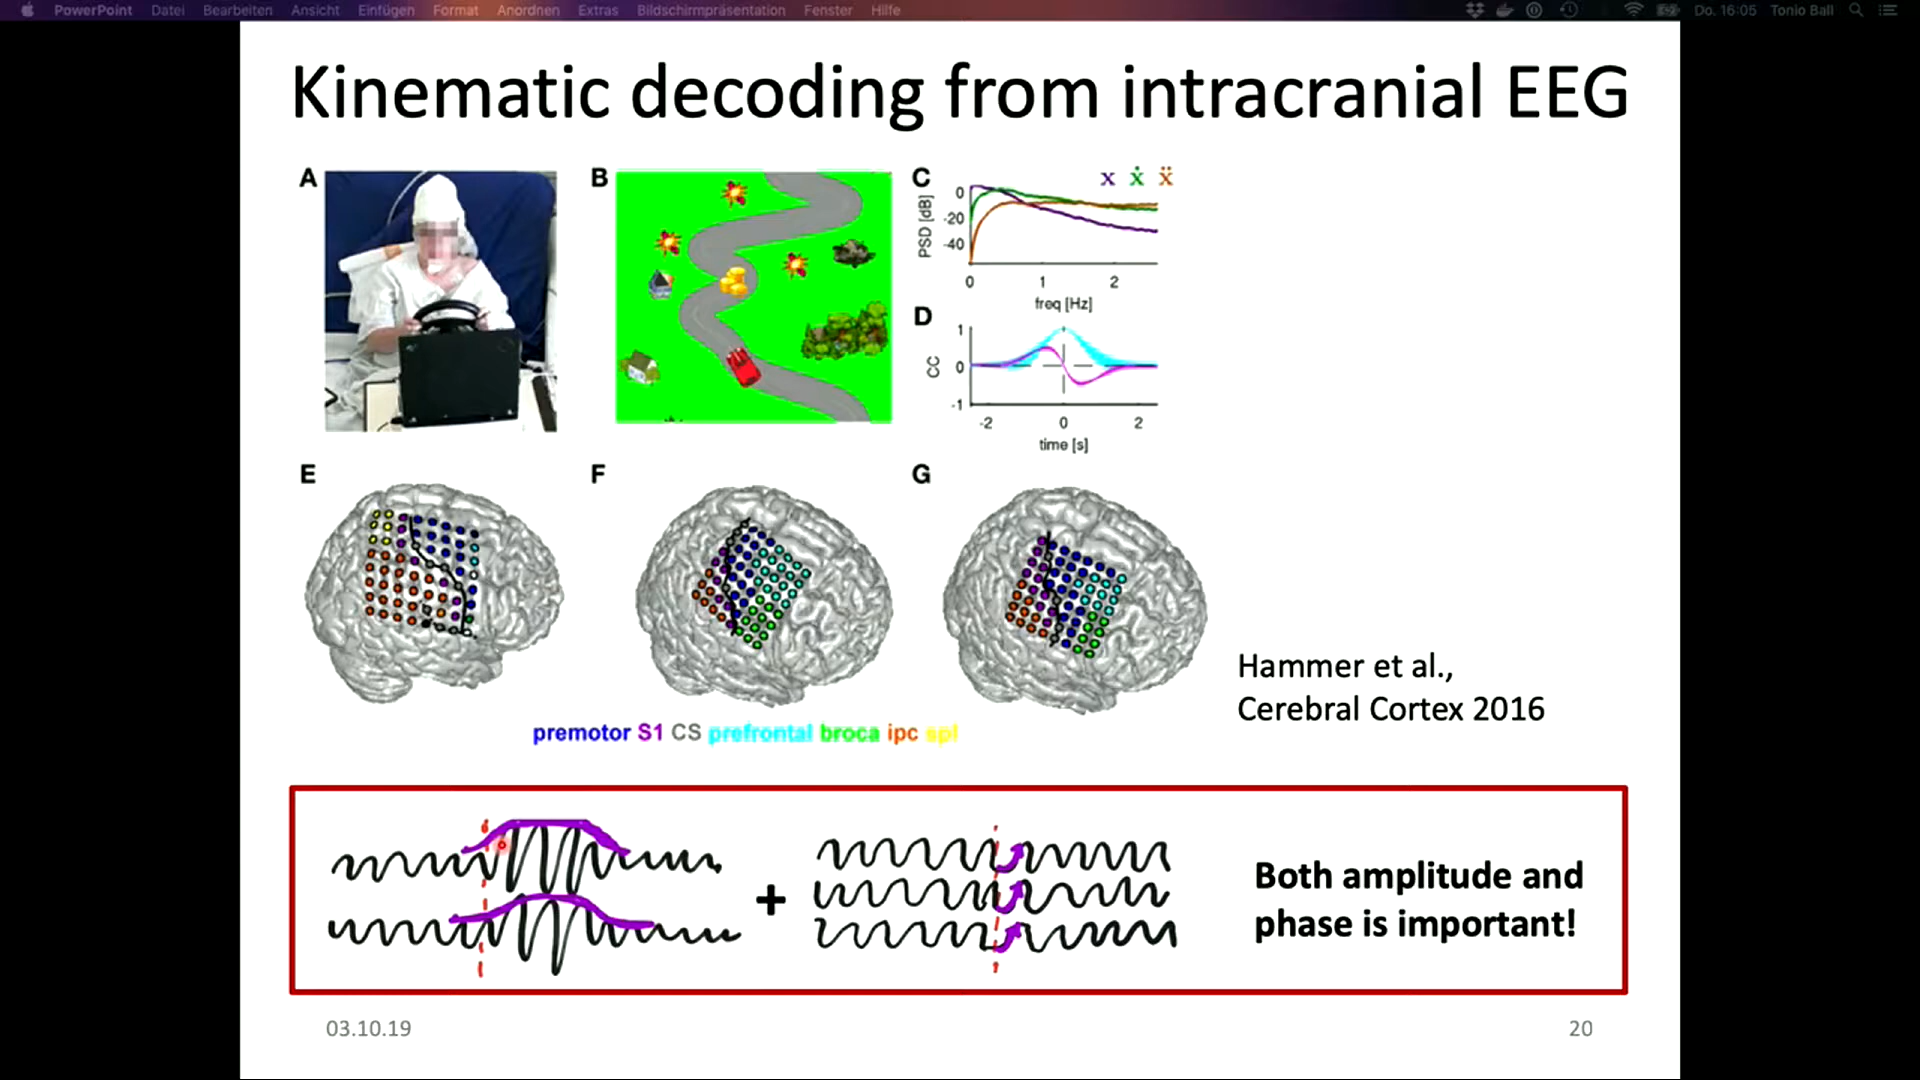 PowerPoint Datei Bearbeiten Ansicht Einfügen Format Anordnen Extras Bildschirmpräsentation Fenster Hilfe Do. 16:05 Tonio Ball
Kinematic decoding from intracranial EEG
A
B
C
x ẋ ẍ
PSD [dB]
0
-20
-40
0 1 2
freq [Hz]
D
CC
1
0
-1
-2 0 2
time [s]
E
F
G
premotor S1 CS prefrontal broca ipc spl
Hammer et al.,
Cerebral Cortex 2016
+
Both amplitude and
phase is important!
03.10.19
20